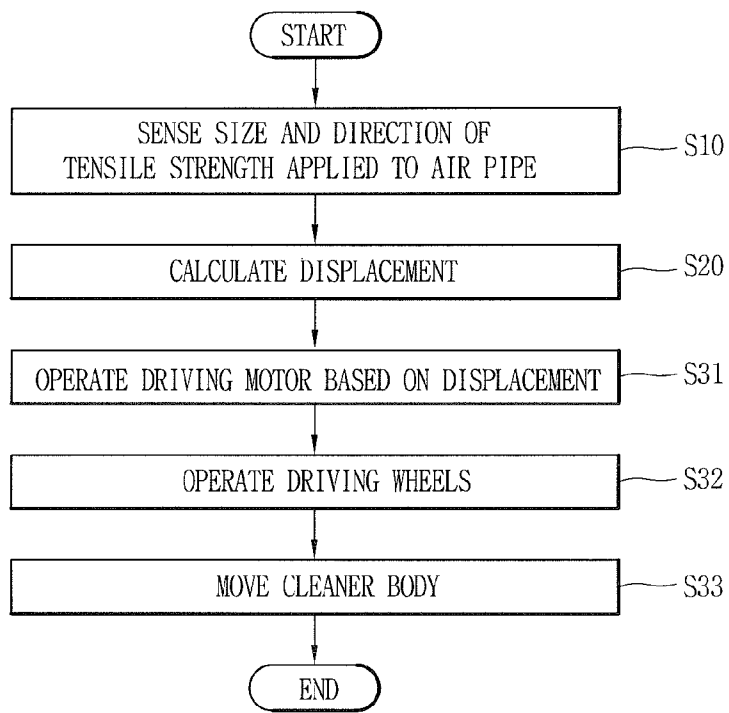 START
SENSE SIZE AND DIRECTION OF
TENSILE STRENGTH APPLIED TO AIR PIPE
S10
CALCULATE DISPLACEMENT
S20
OPERATE DRIVING MOTOR BASED ON DISPLACEMENT
S31
OPERATE DRIVING WHEELS
S32
MOVE CLEANER BODY
S33
END